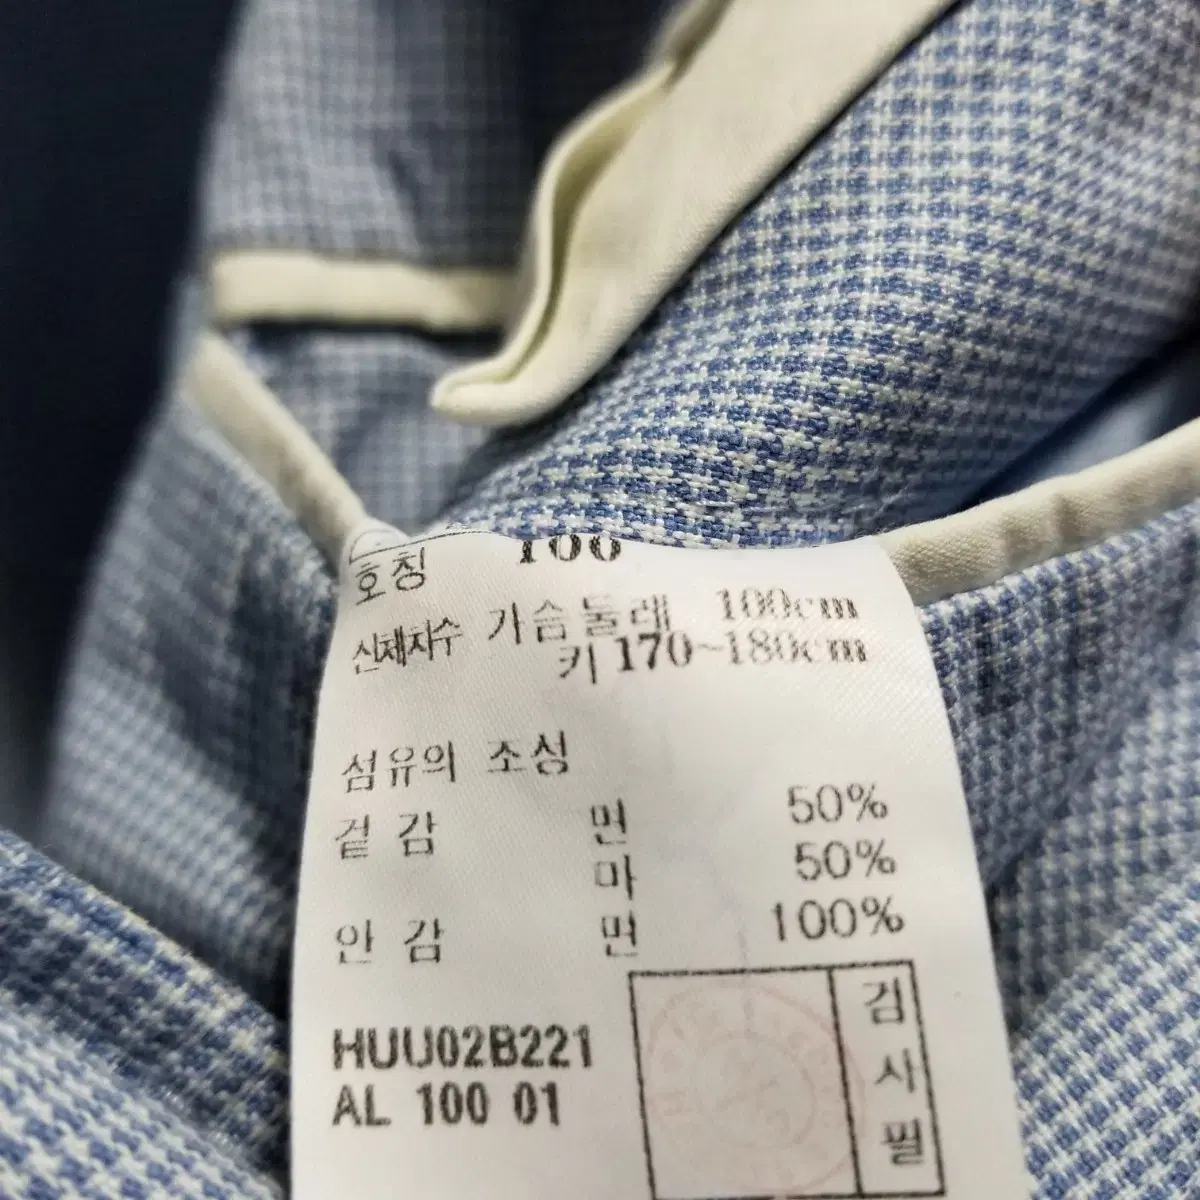 호칭 100
신체치수 가슴둘레 100cm
키 170~180cm
섬유의 조성
겉감 면 50%
마 50%
안감 면 100%
HUU02B221
AL 100 01
검사필